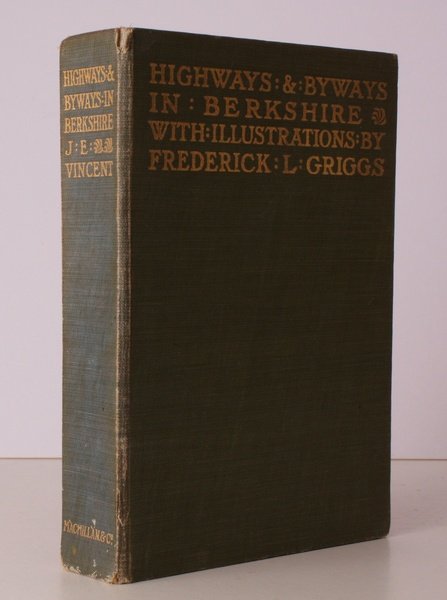 HIGHWAYS &
BYWAYS IN
BERKSHIRE
J : E :
VINCENT
MACMILLAN & Co.
HIGHWAYS : & : BYWAYS
IN : BERKSHIRE
WITH : ILLUSTRATIONS : BY
FREDERICK : L : GRIGGS